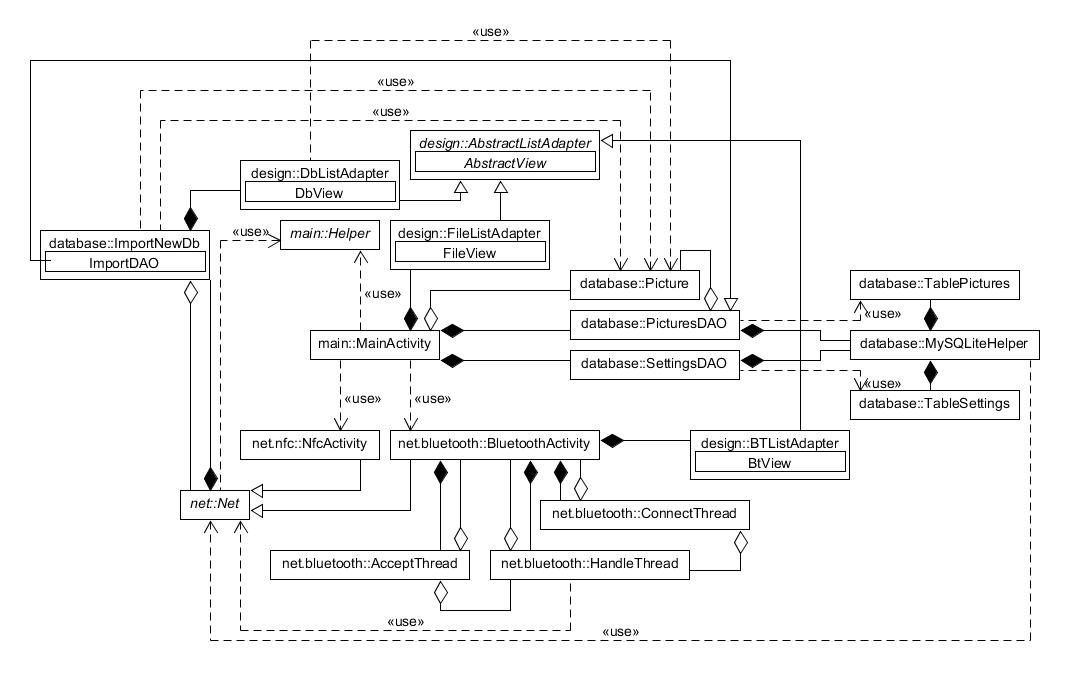 «use»
«use»
«use»
design::AbstractListAdapter
AbstractView
design::DbListAdapter
DbView
«use»
main::Helper
design::FileListAdapter
FileView
database::ImportNewDb
ImportDAO
database::Picture
database::TablePictures
«use»
database::PicturesDAO
«use»
main::MainActivity
database::MySQLiteHelper
database::SettingsDAO
«use»
database::TableSettings
«use»
«use»
net.nfc::NfcActivity
net.bluetooth::BluetoothActivity
design::BTListAdapter
BtView
net::Net
net.bluetooth::ConnectThread
net.bluetooth::AcceptThread
net.bluetooth::HandleThread
«use»
«use»